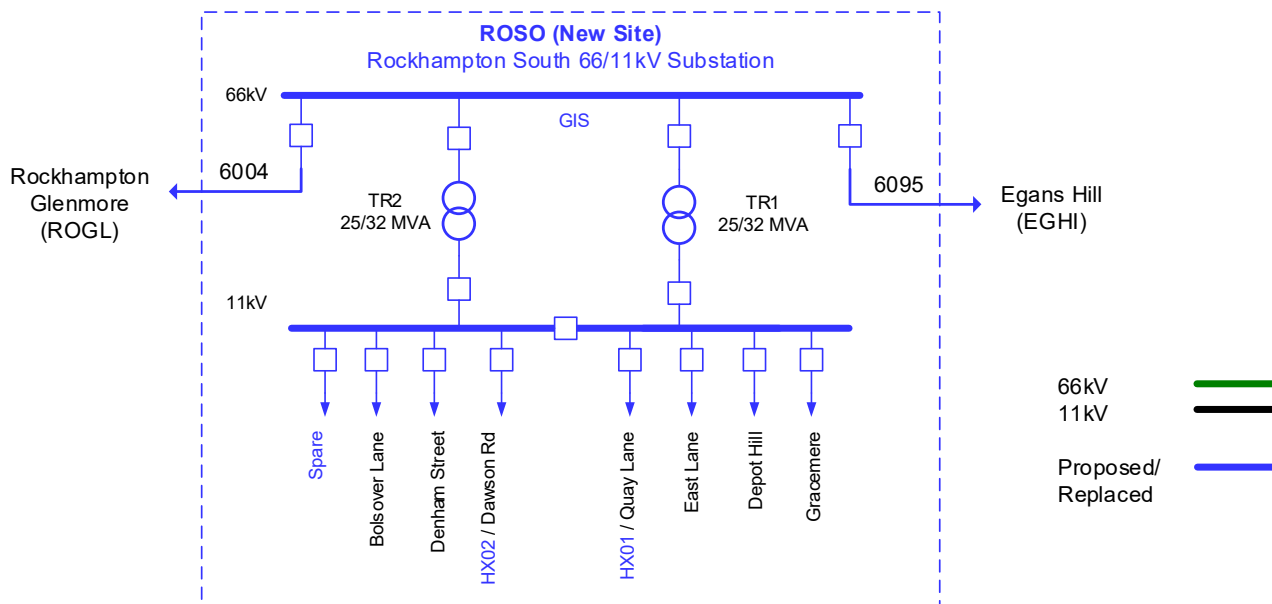 ROSO (New Site)
Rockhampton South 66/11kV Substation
66kV
GIS
6004
6095
Rockhampton
Glenmore
(ROGL)
TR2
25/32 MVA
TR1
25/32 MVA
Egans Hill
(EGHI)
11kV
Spare
Bolsover Lane
Denham Street
HX02 / Dawson Rd
HX01 / Quay Lane
East Lane
Depot Hill
Gracemere
66kV
11kV
Proposed/
Replaced